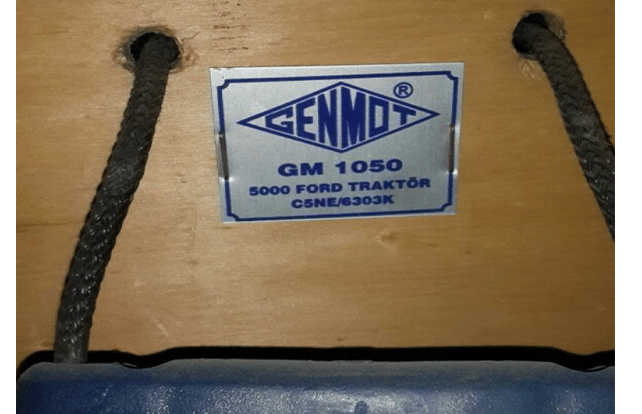 GENMOT ®
GM 1050
5000 FORD TRAKTÖR
C5NE/6303K